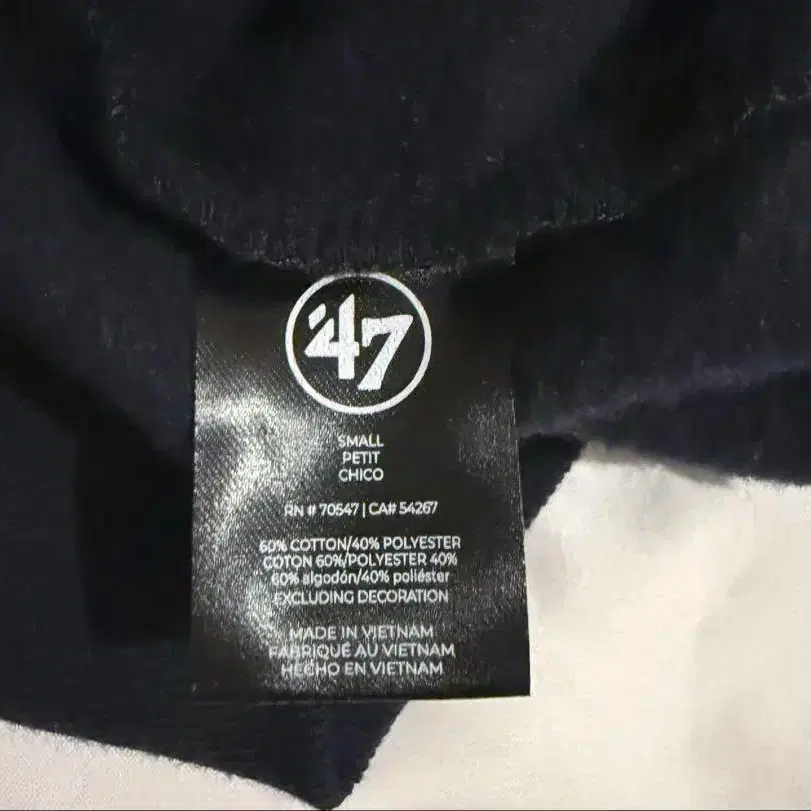 '47
SMALL
PETIT
CHICO
RN # 70547 | CA# 54267
60% COTTON/40% POLYESTER
COTON 60%/POLYESTER 40%
60% algodón/40% poliéster
EXCLUDING DECORATION
MADE IN VIETNAM
FABRIQUÉ AU VIETNAM
HECHO EN VIETNAM